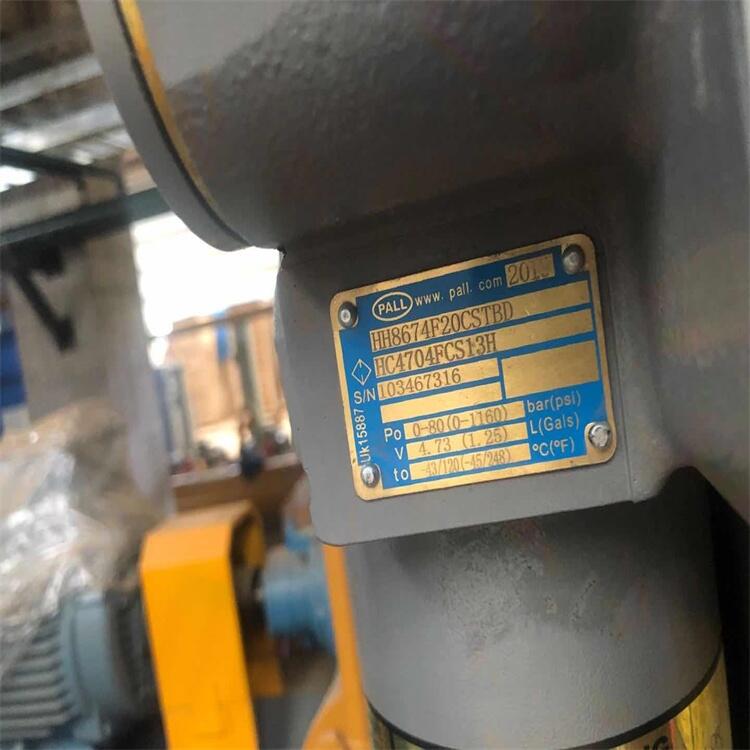 PALL www. pall. com
HH8674F20CSTBD
HC4704FCS13H
S/N 103467316
Uk15887
Po 0-80(0-1160) bar(psi)
V 4.73 (1.25) L(Gals)
to -43/120(-45/248) °C(°F)